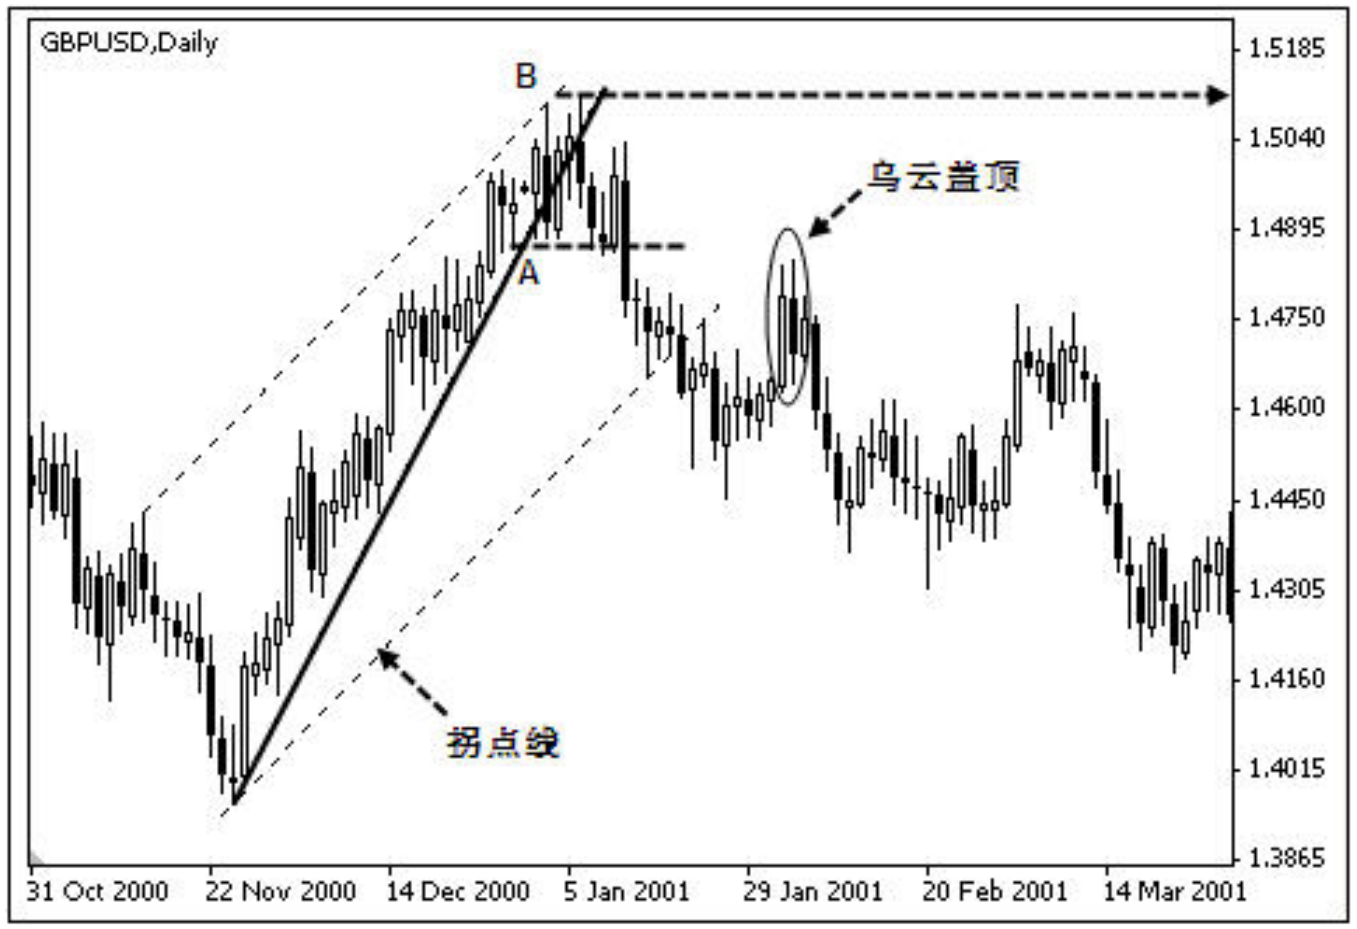 GBPUSD,Daily
B
A
乌云盖顶
拐点线
1.5185
1.5040
1.4895
1.4750
1.4600
1.4450
1.4305
1.4160
1.4015
1.3865
31 Oct 2000 22 Nov 2000 14 Dec 2000 5 Jan 2001 29 Jan 2001 20 Feb 2001 14 Mar 2001